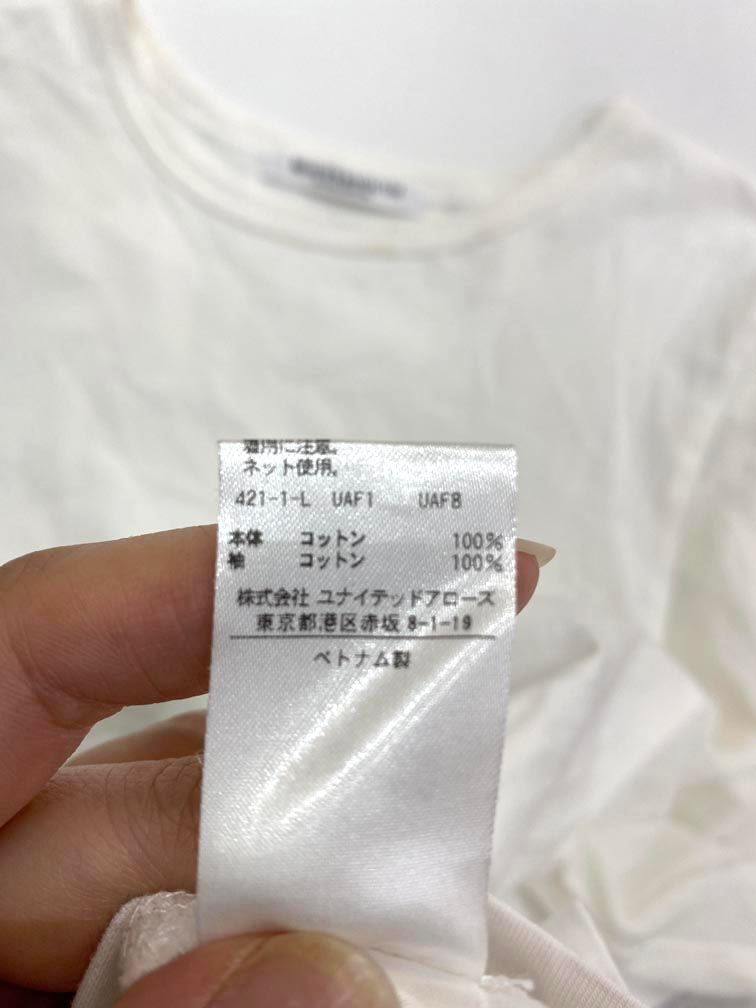 ネット使用。
421-1-L UAF1 UAF8
本体 コットン 100%
袖 コットン 100%
株式会社 ユナイテッドアローズ
東京都港区赤坂 8-1-19
ベトナム製